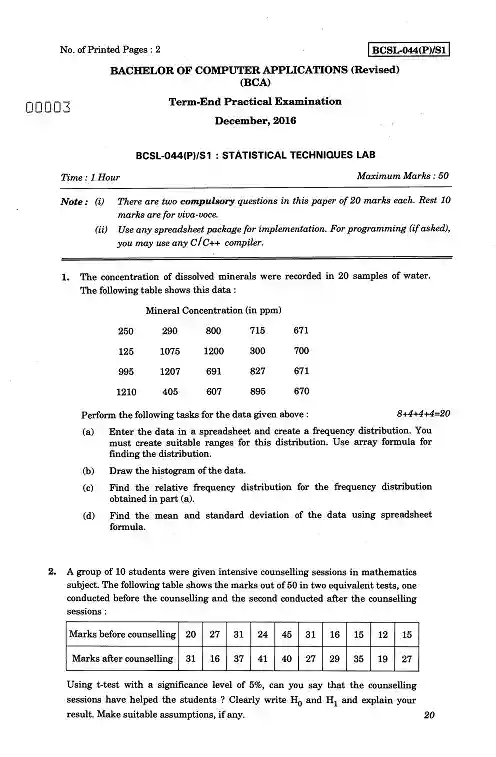 No. of Printed Pages : 2 BCSL-044(P)/S1
BACHELOR OF COMPUTER APPLICATIONS (Revised)
(BCA)
00003
Term-End Practical Examination
December, 2016
BCSL-044(P)/S1 : STATISTICAL TECHNIQUES LAB
Time : 1 Hour Maximum Marks : 50
Note : (i) There are two compulsory questions in this paper of 20 marks each. Rest 10
marks are for viva-voce.
(ii) Use any spreadsheet package for implementation. For programming (if asked),
you may use any C/C++ compiler.
1. The concentration of dissolved minerals were recorded in 20 samples of water.
The following table shows this data :
Mineral Concentration (in ppm)
250 290 800 715 671
125 1075 1200 300 700
995 1207 691 827 671
1210 405 607 895 670
Perform the following tasks for the data given above : 8+4+4+4=20
(a) Enter the data in a spreadsheet and create a frequency distribution. You
must create suitable ranges for this distribution. Use array formula for
finding the distribution.
(b) Draw the histogram of the data.
(c) Find the relative frequency distribution for the frequency distribution
obtained in part (a).
(d) Find the mean and standard deviation of the data using spreadsheet
formula.
2. A group of 10 students were given intensive counselling sessions in mathematics
subject. The following table shows the marks out of 50 in two equivalent tests, one
conducted before the counselling and the second conducted after the counselling
sessions :
Marks before counselling 20 27 31 24 45 31 16 15 12 15
Marks after counselling 31 16 37 41 40 27 29 35 19 27
Using t-test with a significance level of 5%, can you say that the counselling
sessions have helped the students ? Clearly write H0 and H1 and explain your
result. Make suitable assumptions, if any. 20